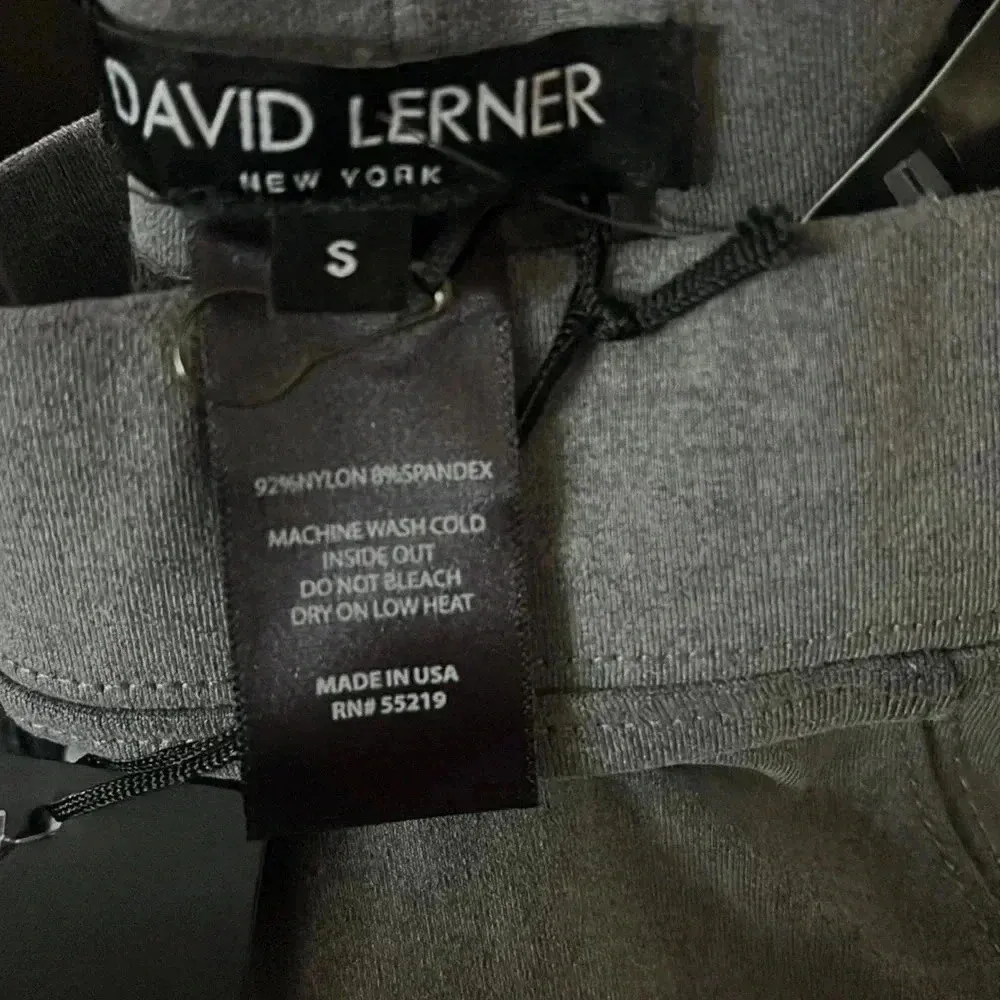 DAVID LERNER
NEW YORK
S
92%NYLON 8%SPANDEX
MACHINE WASH COLD
INSIDE OUT
DO NOT BLEACH
DRY ON LOW HEAT
MADE IN USA
RN# 55219